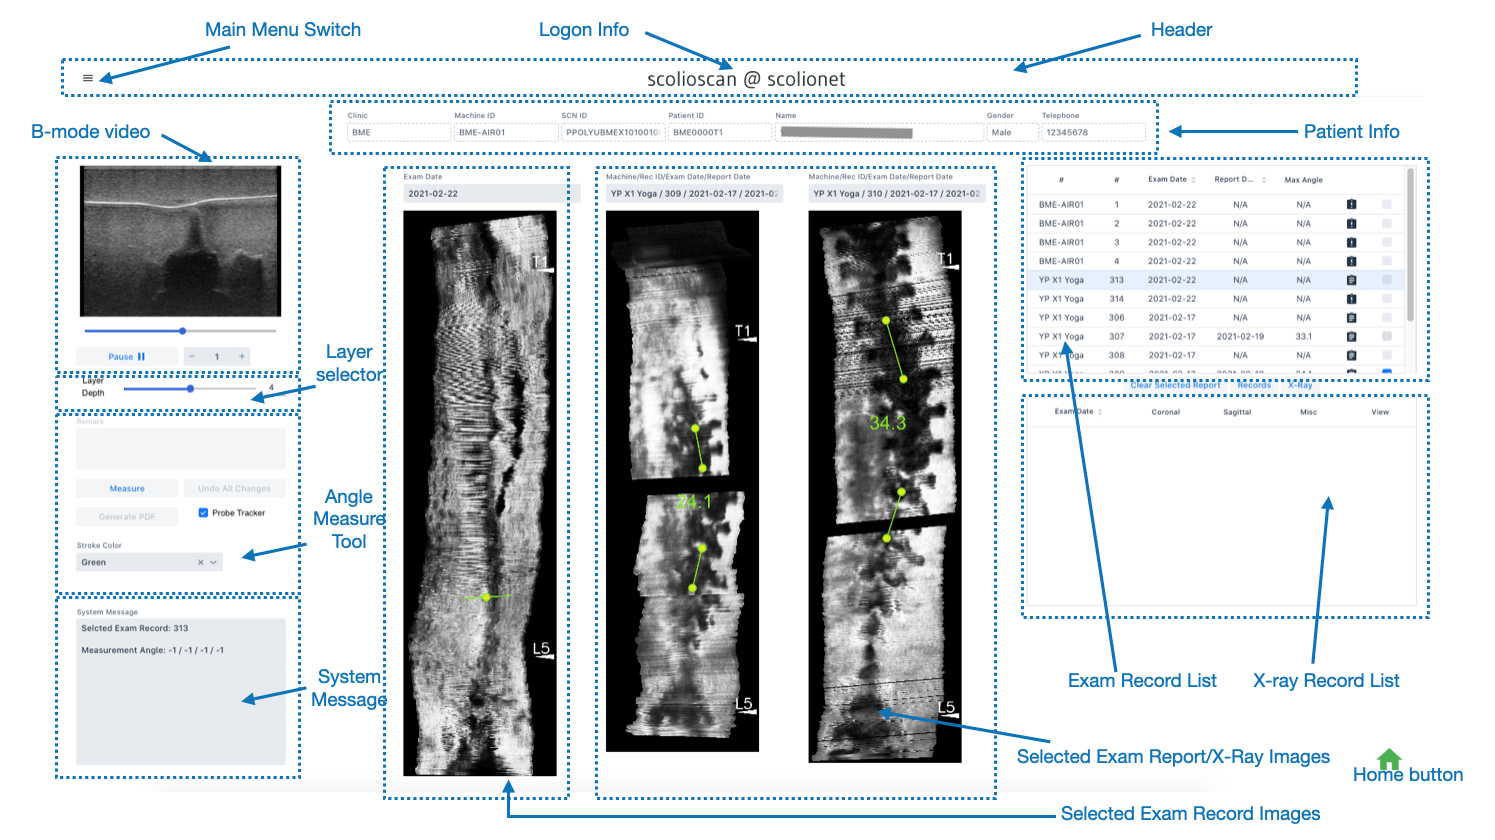 Main Menu Switch
Logon Info
Header
scolioscan @ scolionet
B-mode video
Clinic
Machine ID
SCN ID
Patient ID
Name
Gender
Telephone
BME
BME-AIR01
PPOLYUBMEX1010010
BME0000T1
Male
12345678
Patient Info
Exam Date
2021-02-22
Machine/Rec ID/Exam Date/Report Date
YP X1 Yoga / 309 / 2021-02-17 / 2021-02
Machine/Rec ID/Exam Date/Report Date
YP X1 Yoga / 310 / 2021-02-17 / 2021-02
# # Exam Date Report D... Max Angle
BME-AIR01 1 2021-02-22 N/A N/A
BME-AIR01 2 2021-02-22 N/A N/A
BME-AIR01 3 2021-02-22 N/A N/A
BME-AIR01 4 2021-02-22 N/A N/A
YP X1 Yoga 313 2021-02-22 N/A N/A
YP X1 Yoga 314 2021-02-22 N/A N/A
YP X1 Yoga 306 2021-02-17 N/A N/A
YP X1 Yoga 307 2021-02-17 2021-02-19 33.1
YP X1 Yoga 308 2021-02-17 N/A N/A
Clear Selected Report Records X-Ray
Exam Date Coronal Sagittal Misc View
Pause
− 1 +
Layer
Depth
4
Layer
selector
Remark
Measure
Undo All Changes
Generate PDF
Probe Tracker
Stroke Color
Green
Angle
Measure
Tool
System Message
Selcted Exam Record: 313
Measurement Angle: -1 / -1 / -1 / -1
System
Message
T1
L5
T1
24.1
L5
T1
34.3
L5
Exam Record List
X-ray Record List
Selected Exam Report/X-Ray Images
Home button
Selected Exam Record Images